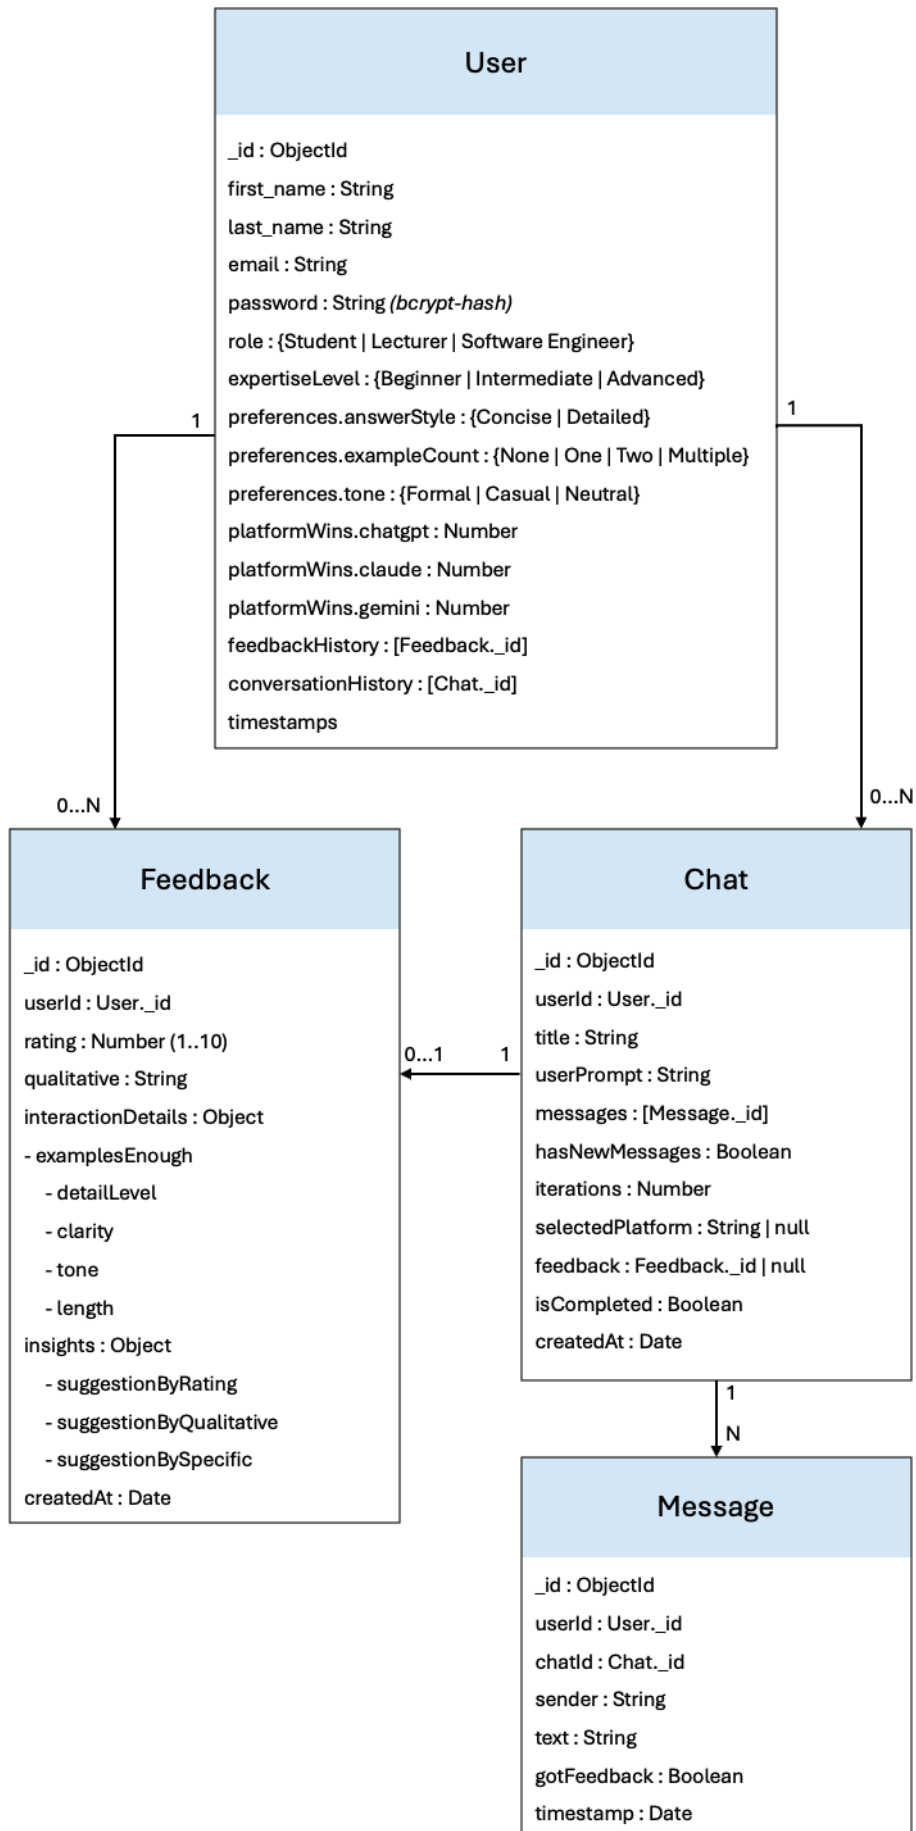 User
_id : ObjectId
first_name : String
last_name : String
email : String
password : String (bcrypt-hash)
role : {Student | Lecturer | Software Engineer}
expertiseLevel : {Beginner | Intermediate | Advanced}
preferences.answerStyle : {Concise | Detailed}
preferences.exampleCount : {None | One | Two | Multiple}
preferences.tone : {Formal | Casual | Neutral}
platformWins.chatgpt : Number
platformWins.claude : Number
platformWins.gemini : Number
feedbackHistory : [Feedback._id]
conversationHistory : [Chat._id]
timestamps
1
1
0...N
0...N
Feedback
_id : ObjectId
userId : User._id
rating : Number (1..10)
qualitative : String
interactionDetails : Object
- examplesEnough
- detailLevel
- clarity
- tone
- length
insights : Object
- suggestionByRating
- suggestionByQualitative
- suggestionBySpecific
createdAt : Date
0...1
1
Chat
_id : ObjectId
userId : User._id
title : String
userPrompt : String
messages : [Message._id]
hasNewMessages : Boolean
iterations : Number
selectedPlatform : String | null
feedback : Feedback._id | null
isCompleted : Boolean
createdAt : Date
1
N
Message
_id : ObjectId
userId : User._id
chatId : Chat._id
sender : String
text : String
gotFeedback : Boolean
timestamp : Date